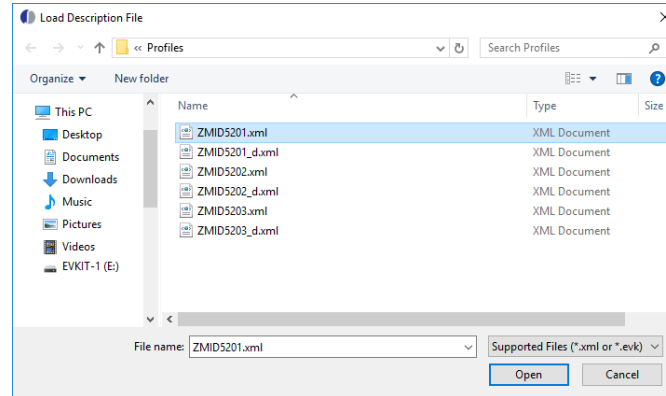 Load Description File
« Profiles
Search Profiles
Organize
New folder
Name
Type
Size
This PC
Desktop
Documents
Downloads
Music
Pictures
Videos
EVKIT-1 (E:)
ZMID5201.xml XML Document
ZMID5201_d.xml XML Document
ZMID5202.xml XML Document
ZMID5202_d.xml XML Document
ZMID5203.xml XML Document
ZMID5203_d.xml XML Document
File name: ZMID5201.xml
Supported Files (*.xml or *.evk)
Open
Cancel